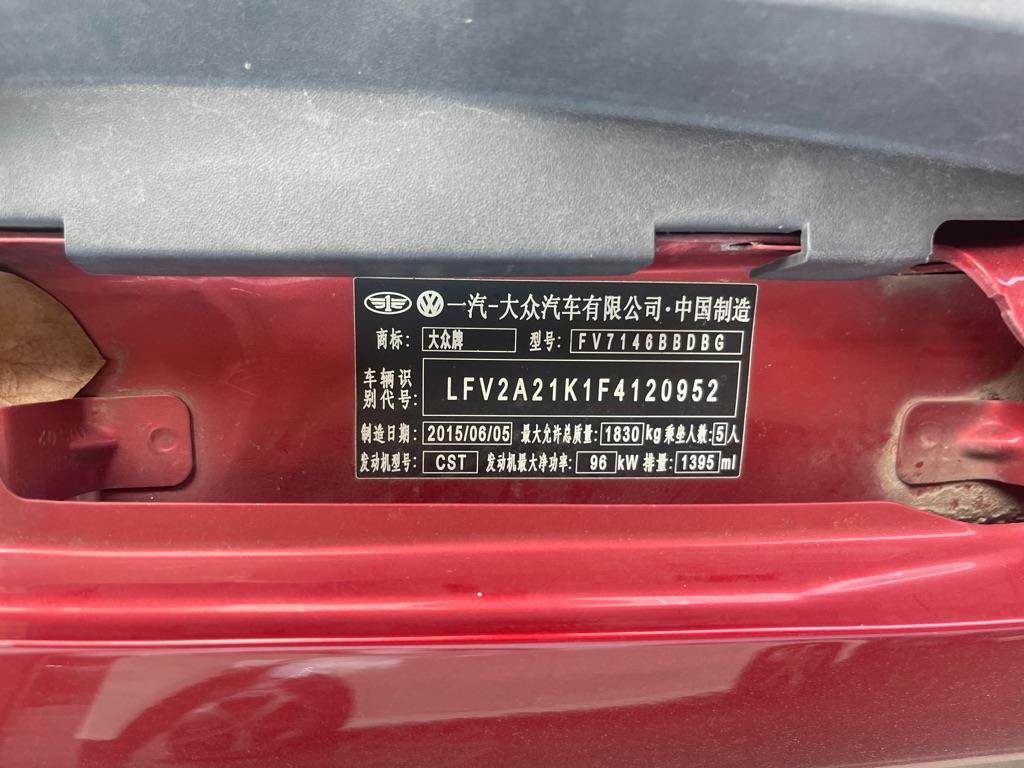 一汽-大众汽车有限公司·中国制造
商标: 大众牌 型号: FV7146BBDBG
车辆识别代号: LFV2A21K1F4120952
制造日期: 2015/06/05 最大允许总质量: 1830 kg 乘坐人数: 5 人
发动机型号: CST 发动机最大净功率: 96 kW 排量: 1395 ml